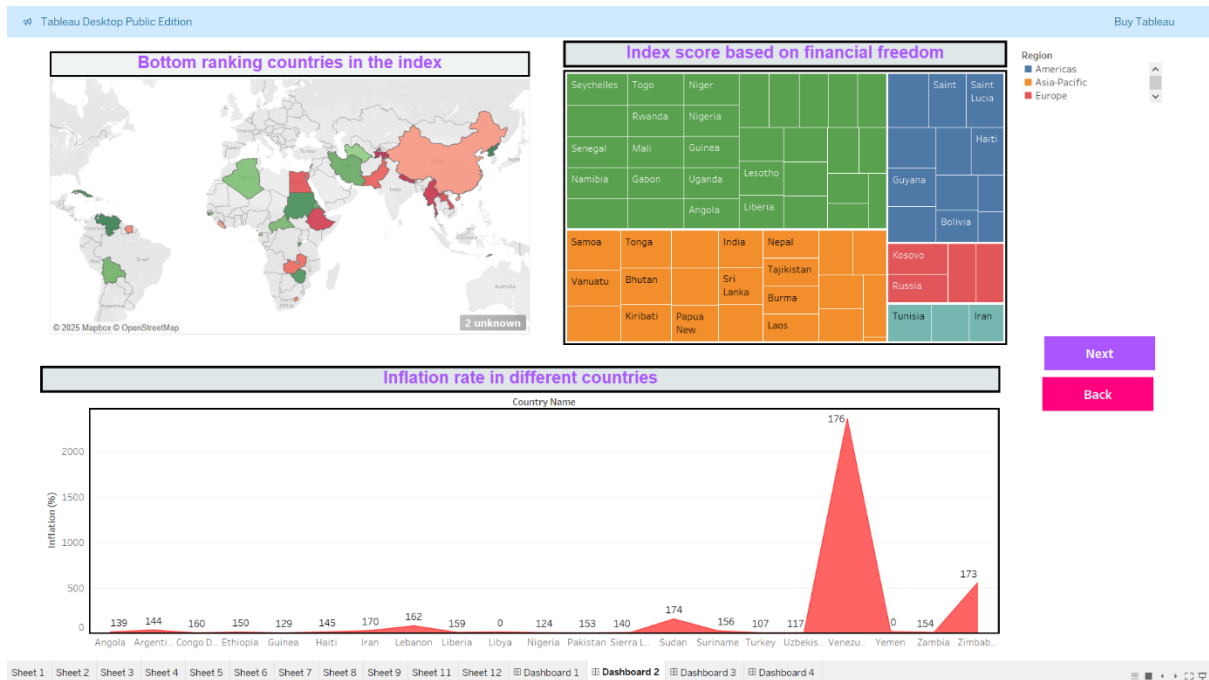 Tableau Desktop Public Edition
Buy Tableau
Bottom ranking countries in the index
© 2025 Mapbox © OpenStreetMap
2 unknown
Index score based on financial freedom
Seychelles Togo Niger
Rwanda Nigeria
Senegal Mali Guinea
Namibia Gabon Uganda Lesotho
Angola Liberia
Saint Saint Lucia
Haiti
Guyana
Bolivia
Samoa Tonga India Nepal
Vanuatu Bhutan Sri Lanka Tajikistan
Burma
Kiribati Papua New Laos
Kosovo
Russia
Tunisia Iran
Region
Americas
Asia-Pacific
Europe
Next
Back
Inflation rate in different countries
Country Name
Inflation (%)
2000
1500
1000
500
0
139 144 160 150 129 145 170 162 159 0 124 153 140 174 156 107 117 176 0 154 173
Angola Argenti.. Congo D.. Ethiopia Guinea Haiti Iran Lebanon Liberia Libya Nigeria Pakistan Sierra L.. Sudan Suriname Turkey Uzbekis.. Venezu.. Yemen Zambia Zimbab..
Sheet 1 Sheet 2 Sheet 3 Sheet 4 Sheet 5 Sheet 6 Sheet 7 Sheet 8 Sheet 9 Sheet 11 Sheet 12 Dashboard 1 Dashboard 2 Dashboard 3 Dashboard 4